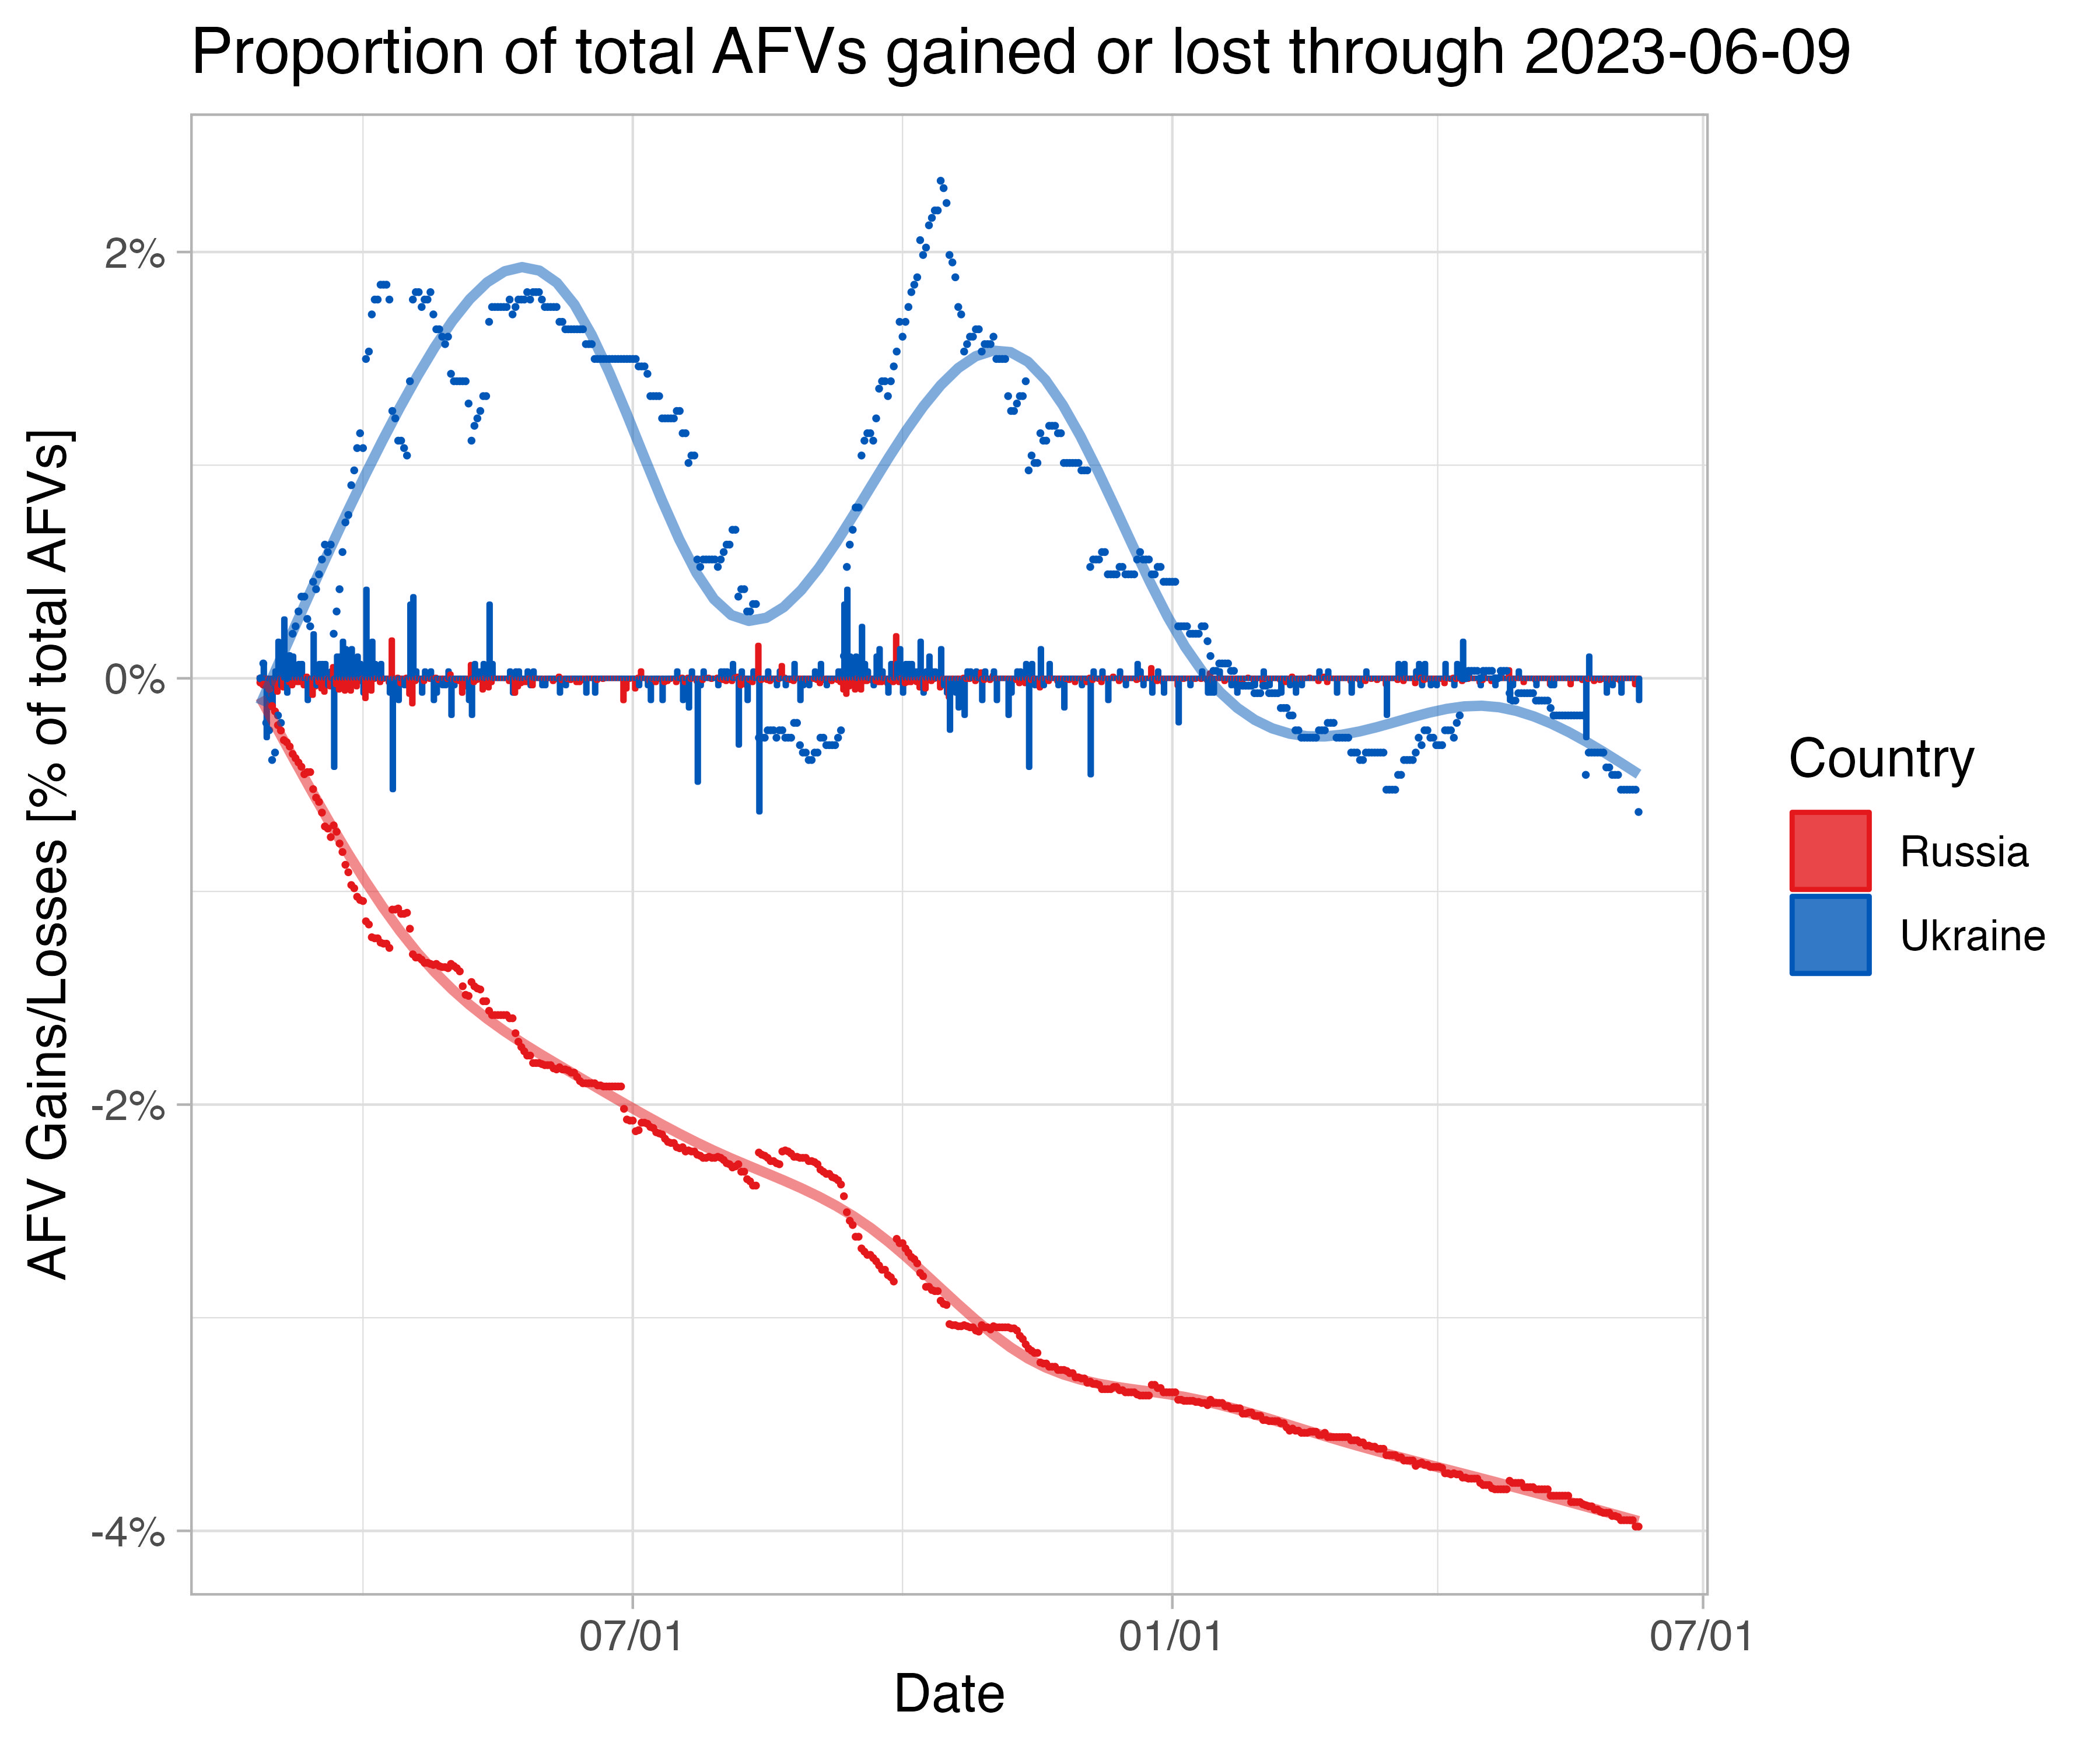 Proportion of total AFVs gained or lost through 2023-06-09
AFV Gains/Losses [% of total AFVs]
2%
0%
-2%
-4%
07/01
01/01
07/01
Date
Country
Russia
Ukraine